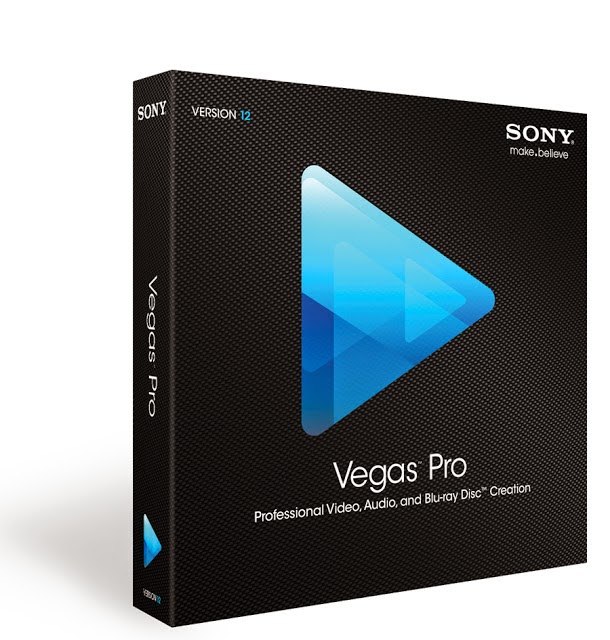 SONY
VERSION 12
SONY
make.believe
Vegas Pro
Vegas™ Pro
Professional Video, Audio, and Blu-ray Disc™ Creation
VERSION 12